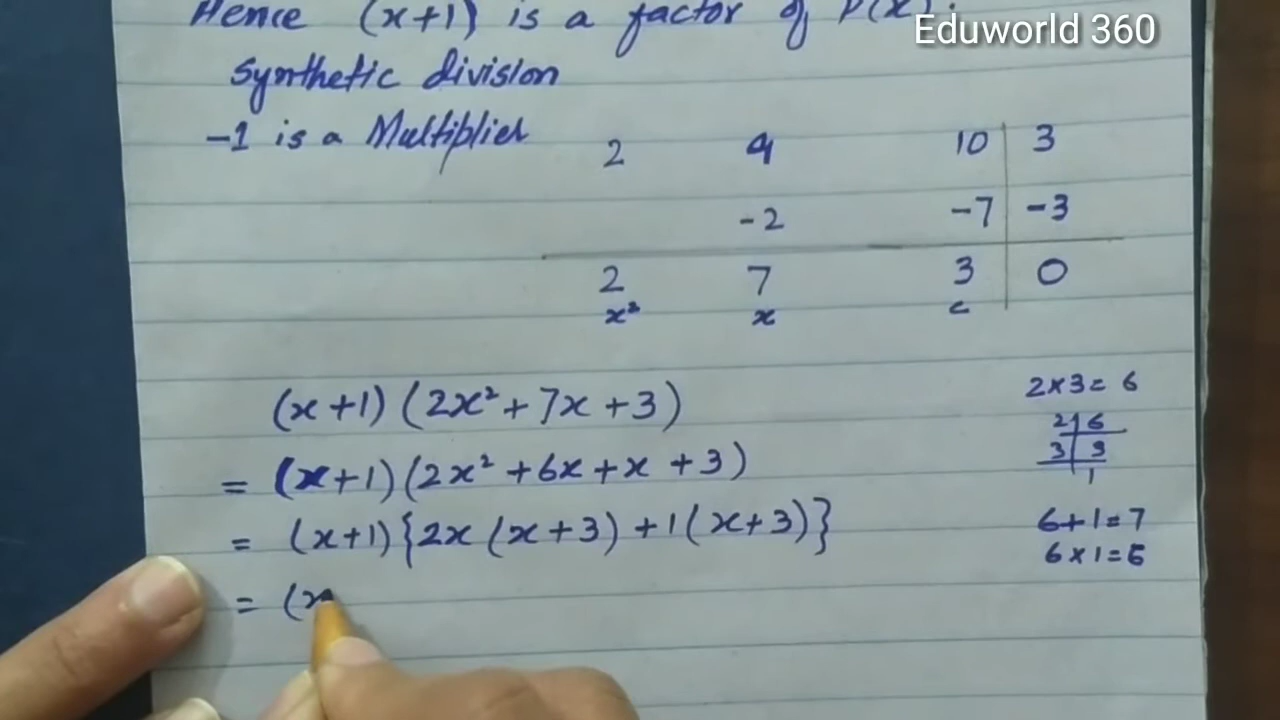 Hence (x+1) is a factor of P(x).
Eduworld 360
Synthetic division
-1 is a Multiplier
2 9 10 3
-2 -7 -3
2 7 3 0
x² x c
(x+1) (2x² + 7x + 3)
2×3 = 6
= (x+1) (2x² + 6x + x + 3)
2 | 6
3 | 3
1
= (x+1) {2x (x+3) + 1 (x+3)}
6+1=7
6×1=6
= (x